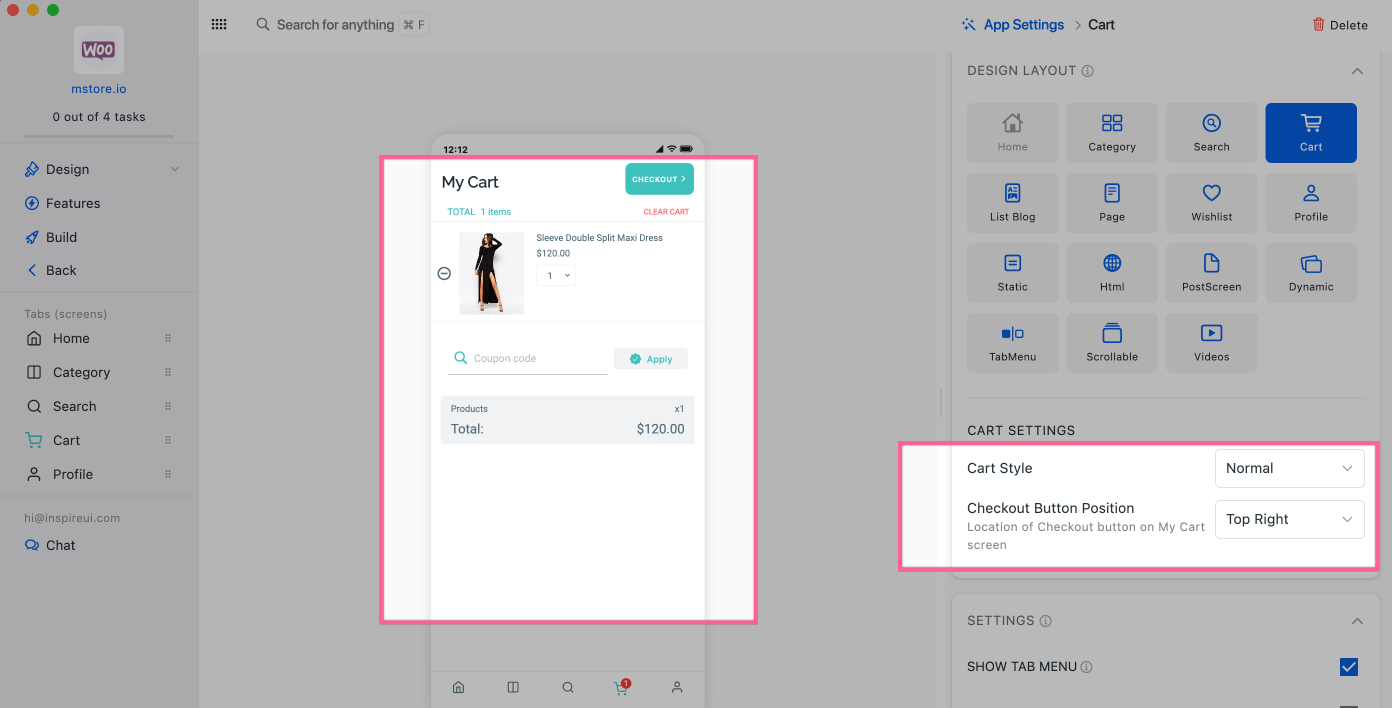 WOO
mstore.io
0 out of 4 tasks
Design
Features
Build
Back
Tabs (screens)
Home
Category
Search
Cart
Profile
hi@inspireui.com
Chat
Search for anything ⌘ F
App Settings > Cart
Delete
12:12
My Cart
CHECKOUT >
TOTAL 1 items
CLEAR CART
Sleeve Double Split Maxi Dress
$120.00
1
Coupon code
Apply
Products x1
Total: $120.00
1
DESIGN LAYOUT
Home Category Search Cart
List Blog Page Wishlist Profile
Static Html PostScreen Dynamic
TabMenu Scrollable Videos
CART SETTINGS
Cart Style Normal
Checkout Button Position
Location of Checkout button on My Cart
screen
Top Right
SETTINGS
SHOW TAB MENU